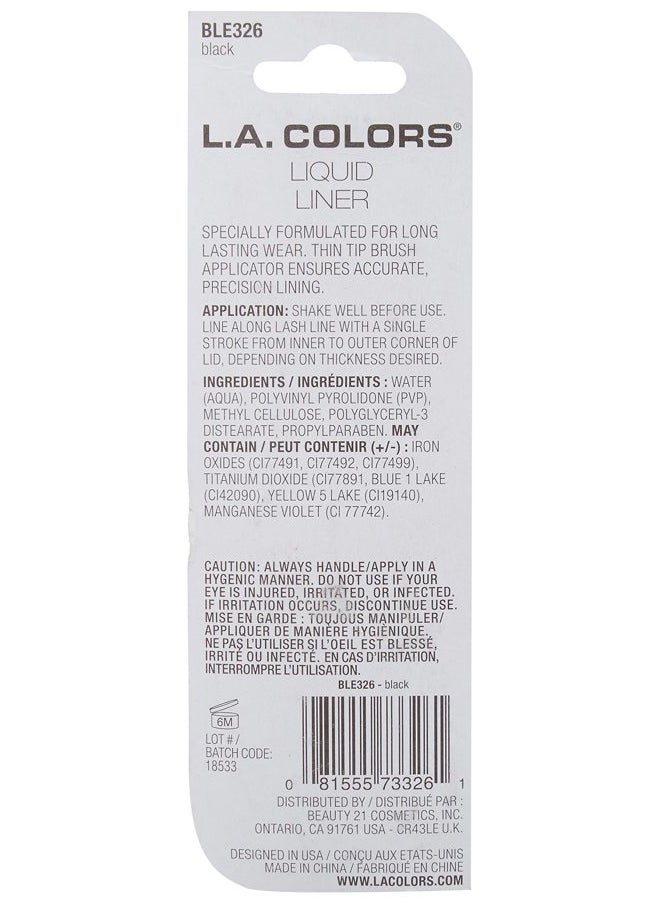 BLE326
black
L.A. COLORS®
LIQUID
LINER
SPECIALLY FORMULATED FOR LONG
LASTING WEAR. THIN TIP BRUSH
APPLICATOR ENSURES ACCURATE,
PRECISION LINING.
APPLICATION: SHAKE WELL BEFORE USE.
LINE ALONG LASH LINE WITH A SINGLE
STROKE FROM INNER TO OUTER CORNER OF
LID, DEPENDING ON THICKNESS DESIRED.
INGREDIENTS / INGRÉDIENTS : WATER
(AQUA), POLYVINYL PYROLIDONE (PVP),
METHYL CELLULOSE, POLYGLYCERYL-3
DISTEARATE, PROPYLPARABEN. MAY
CONTAIN / PEUT CONTENIR (+/-) : IRON
OXIDES (CI77491, CI77492, CI77499),
TITANIUM DIOXIDE (CI77891, BLUE 1 LAKE
(CI42090), YELLOW 5 LAKE (CI19140),
MANGANESE VIOLET (CI 77742).
CAUTION: ALWAYS HANDLE/APPLY IN A
HYGENIC MANNER. DO NOT USE IF YOUR
EYE IS INJURED, IRRITATED, OR INFECTED.
IF IRRITATION OCCURS, DISCONTINUE USE.
MISE EN GARDE : TOUJOUS MANIPULER/
APPLIQUER DE MANIÈRE HYGIÈNIQUE.
NE PAS L'UTILISER SI L'OEIL EST BLESSÉ,
IRRITÉ OU INFECTÉ. EN CAS D'IRRITATION,
INTERROMPRE L'UTILISATION.
BLE326 - black
6M
LOT # /
BATCH CODE:
18533
0 81555 73326 1
DISTRIBUTED BY / DISTRIBUÉ PAR :
BEAUTY 21 COSMETICS, INC.
ONTARIO, CA 91761 USA - CR43LE U.K.
DESIGNED IN USA / CONÇU AUX ETATS-UNIS
MADE IN CHINA / FABRIQUÉ EN CHINE
WWW.LACOLORS.COM